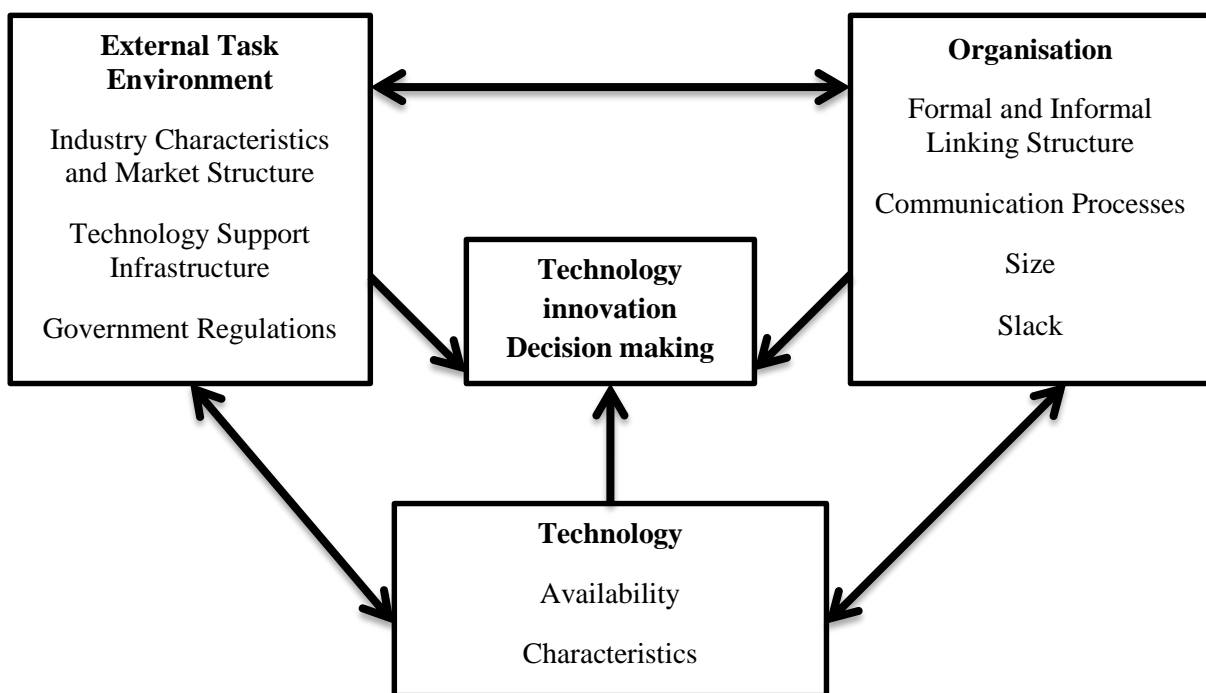 External Task
Environment
Industry Characteristics
and Market Structure
Technology Support
Infrastructure
Government Regulations
Organisation
Formal and Informal
Linking Structure
Communication Processes
Size
Slack
Technology
innovation
Decision making
Technology
Availability
Characteristics